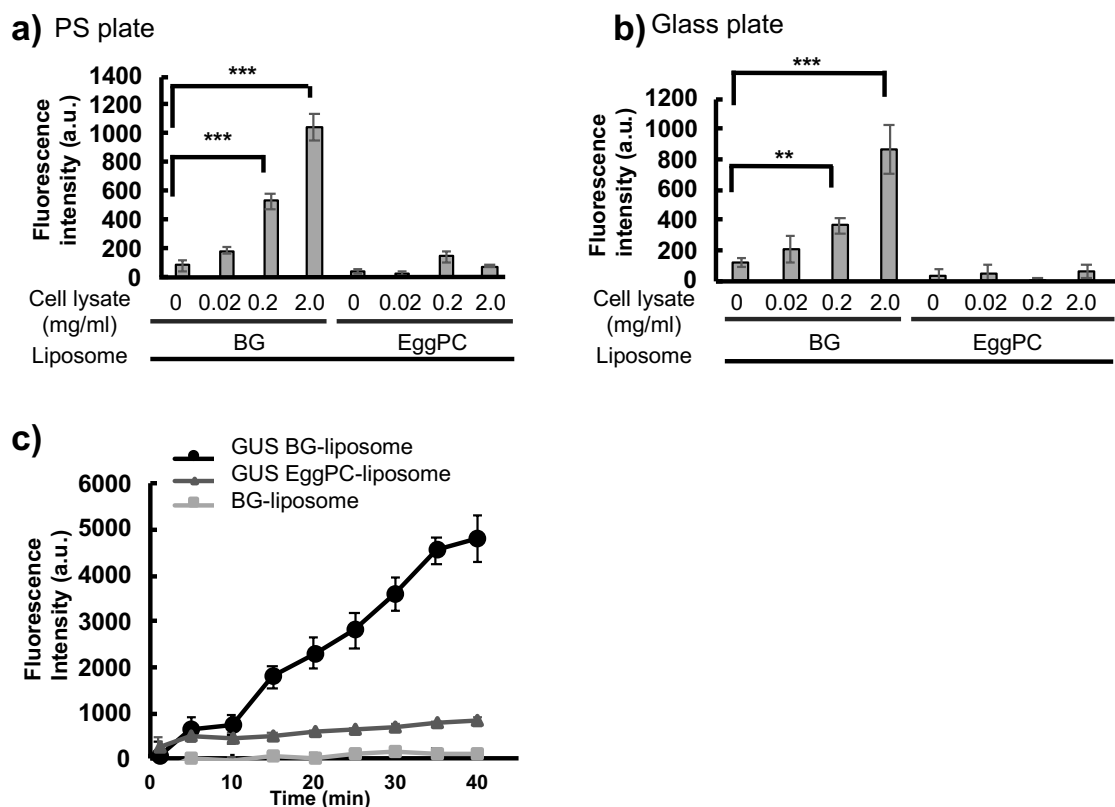 a) PS plate
Fluorescence
intensity (a.u.)
1400
1200
1000
800
600
400
200
0
***
***
Cell lysate
(mg/ml)
0 0.02 0.2 2.0 0 0.02 0.2 2.0
BG EggPC
Liposome
b) Glass plate
Fluorescence
intensity (a.u.)
1200
1000
800
600
400
200
0
***
**
Cell lysate
(mg/ml)
0 0.02 0.2 2.0 0 0.02 0.2 2.0
BG EggPC
Liposome
c)
GUS BG-liposome
GUS EggPC-liposome
BG-liposome
Fluorescence
Intensity (a.u.)
6000
5000
4000
3000
2000
1000
0
0 10 20 30 40
Time (min)